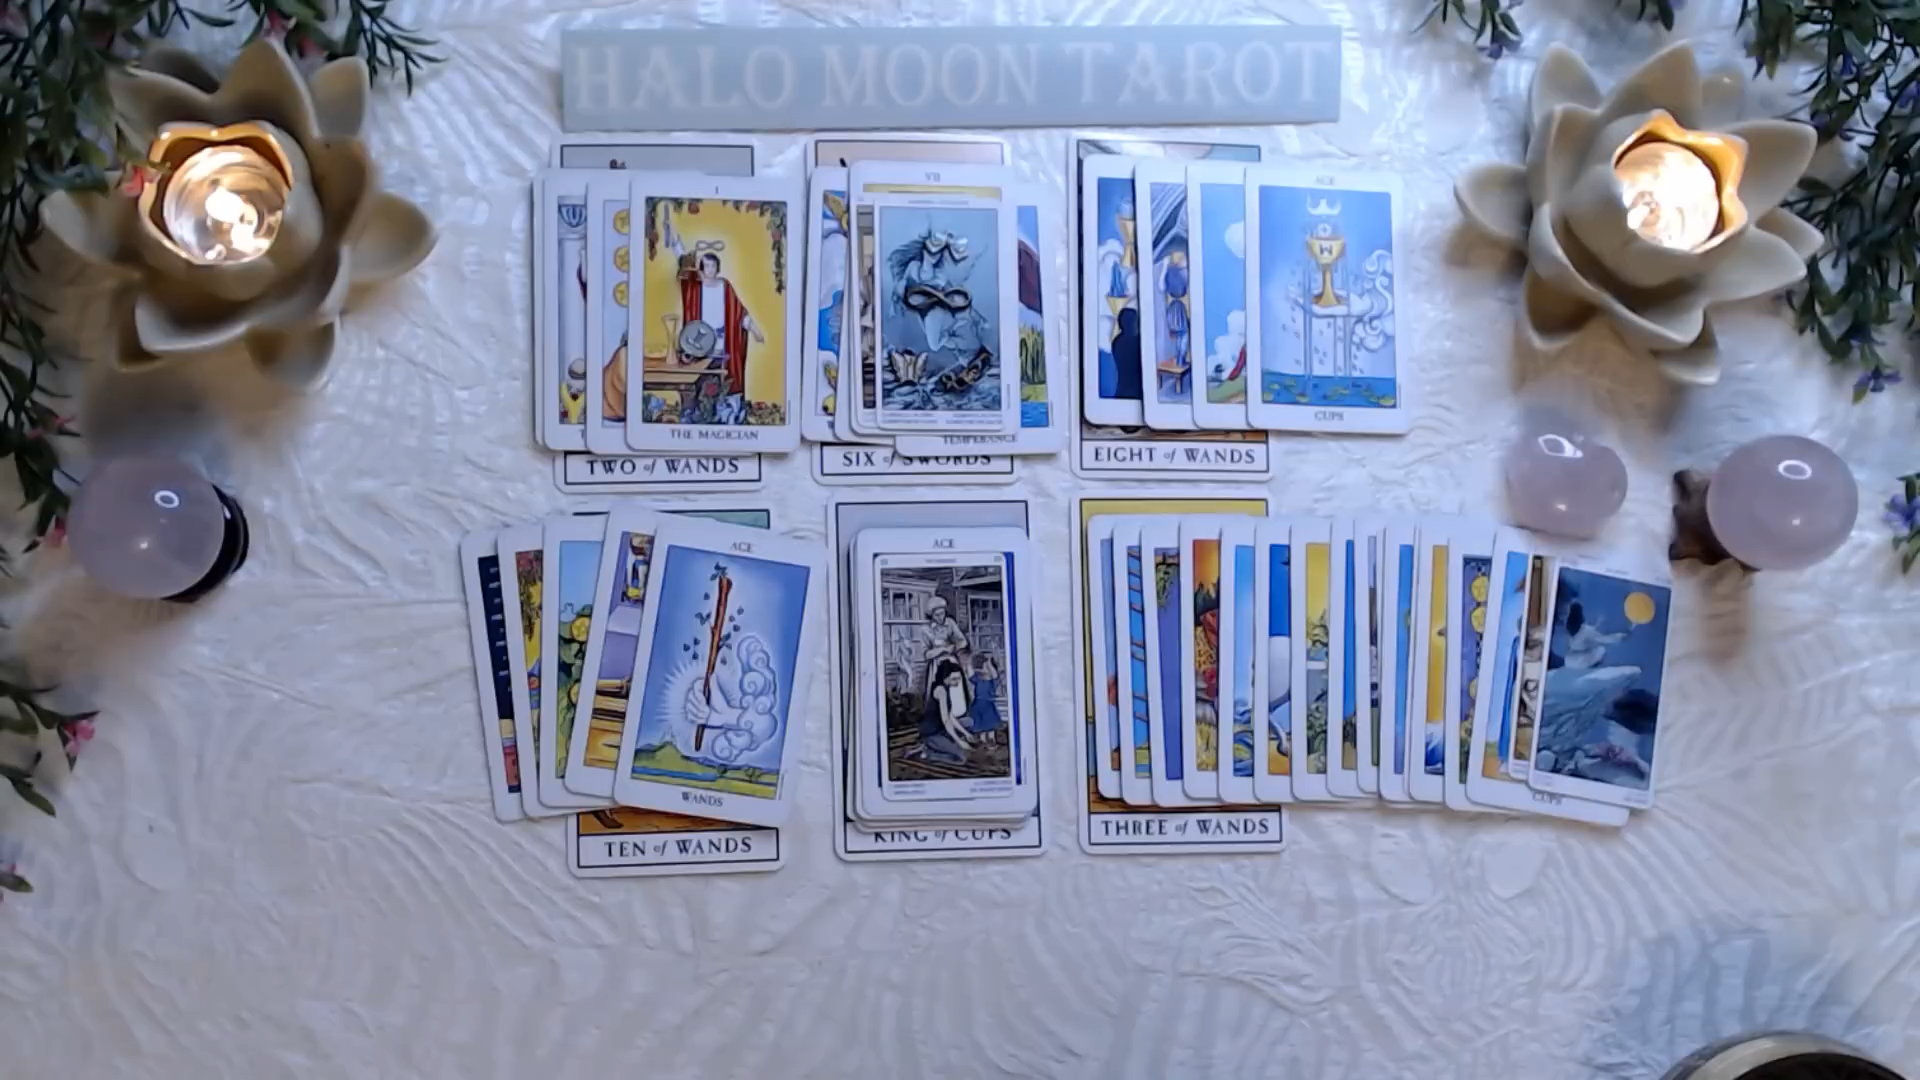 HALO MOON TAROT
I
THE MAGICIAN
TWO of WANDS
VII
TEMPERANCE
SIX of SWORDS
ACE
CUPS
EIGHT of WANDS
ACE
WANDS
TEN of WANDS
ACE
KING of CUPS
THREE of WANDS
CUPS